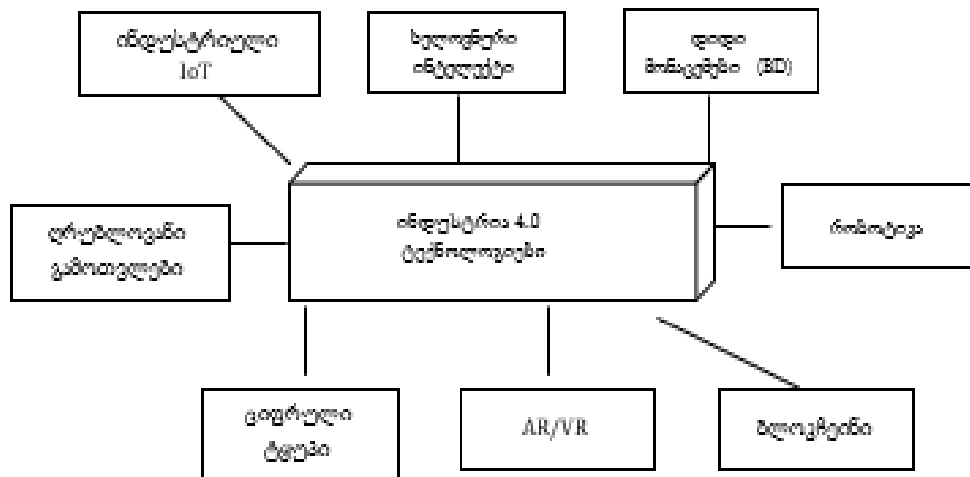 ინდუსტრიული
IoT
ხელოვნური
ინტელექტი
დიდი
მონაცემები (BD)
ღრუბლოვანი
გამოთვლები
ინდუსტრია 4.0
ტექნოლოგიები
რობოტიკა
ციფრული
ტყუპი
AR/VR
ბლოკჩეინი